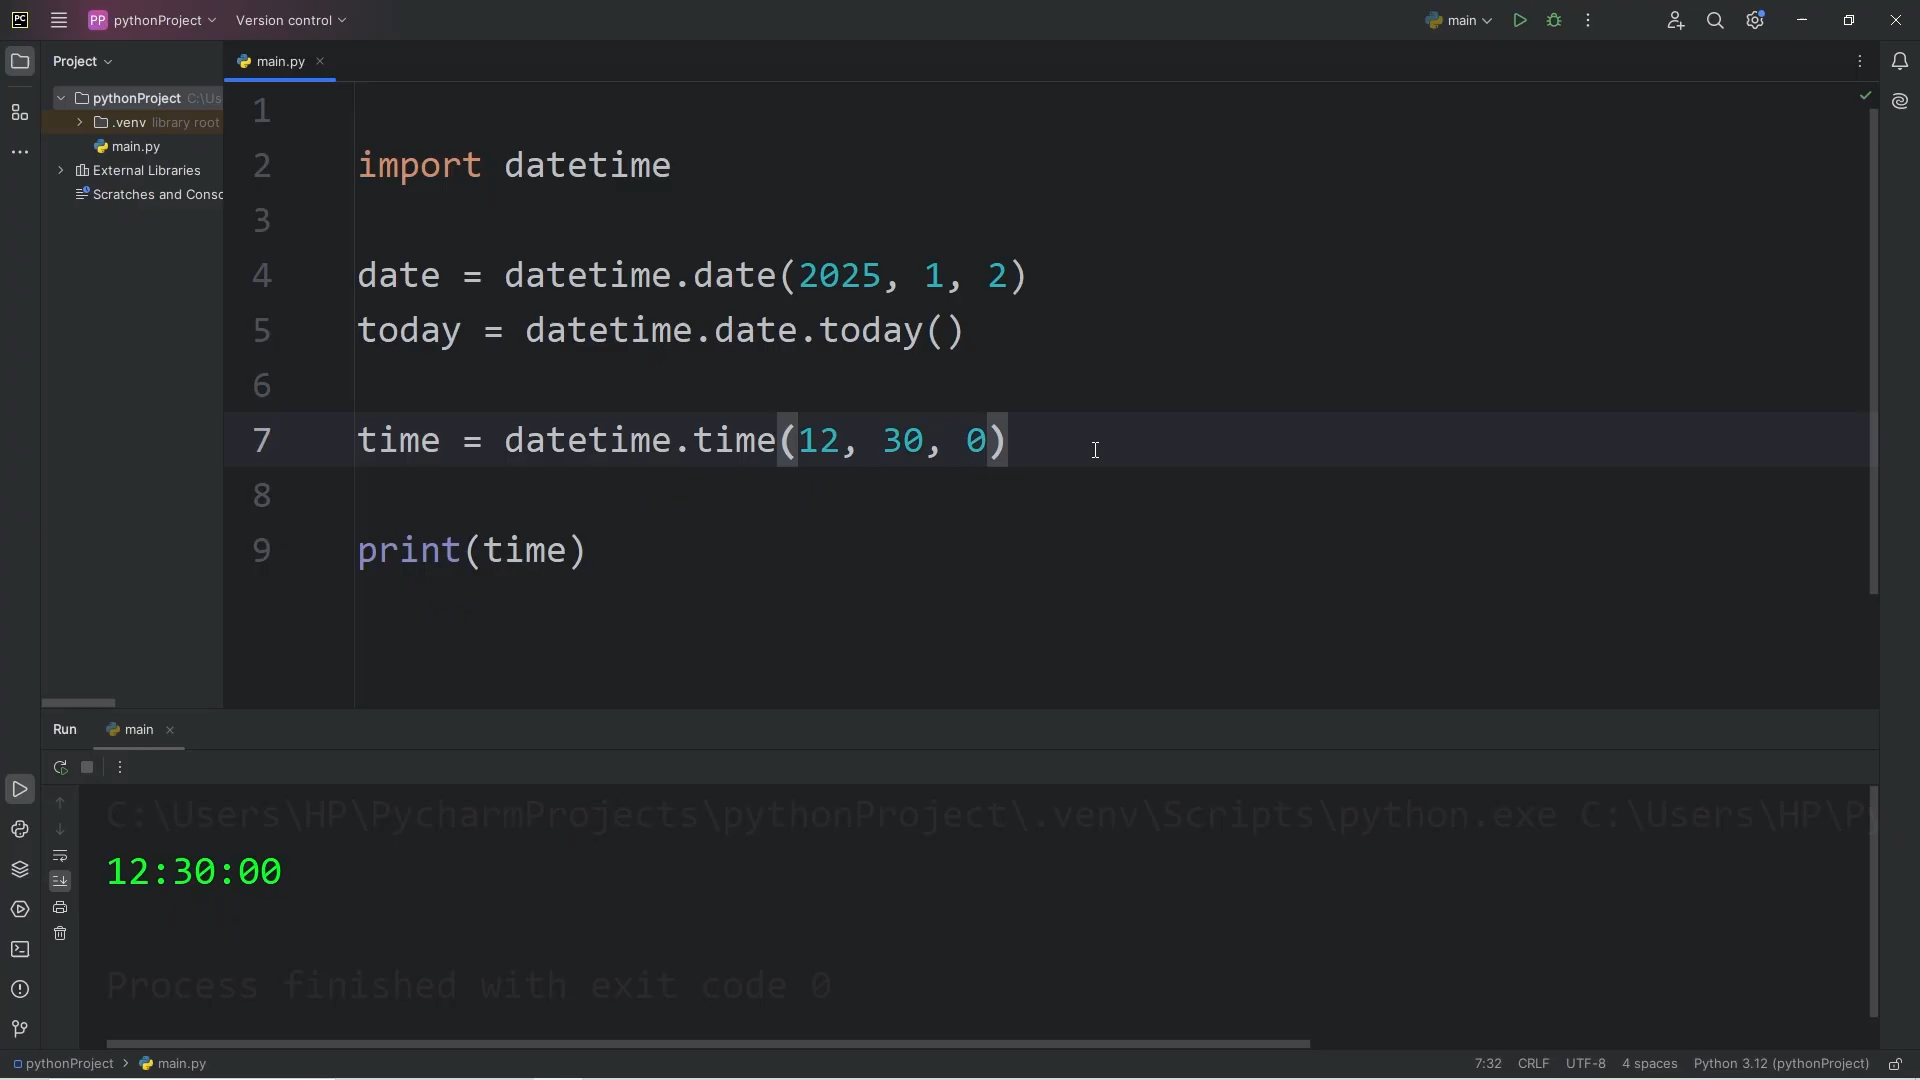 PC
PP pythonProject
Version control
main
Project
main.py
pythonProject C:\Us
.venv library root
main.py
External Libraries
Scratches and Consc
1
2 import datetime
3
4 date = datetime.date(2025, 1, 2)
5 today = datetime.date.today()
6
7 time = datetime.time(12, 30, 0)
8
9 print(time)
Run main
C:\Users\HP\PycharmProjects\pythonProject\.venv\Scripts\python.exe C:\Users\HP\P
12:30:00
Process finished with exit code 0
pythonProject > main.py
7:32 CRLF UTF-8 4 spaces Python 3.12 (pythonProject)